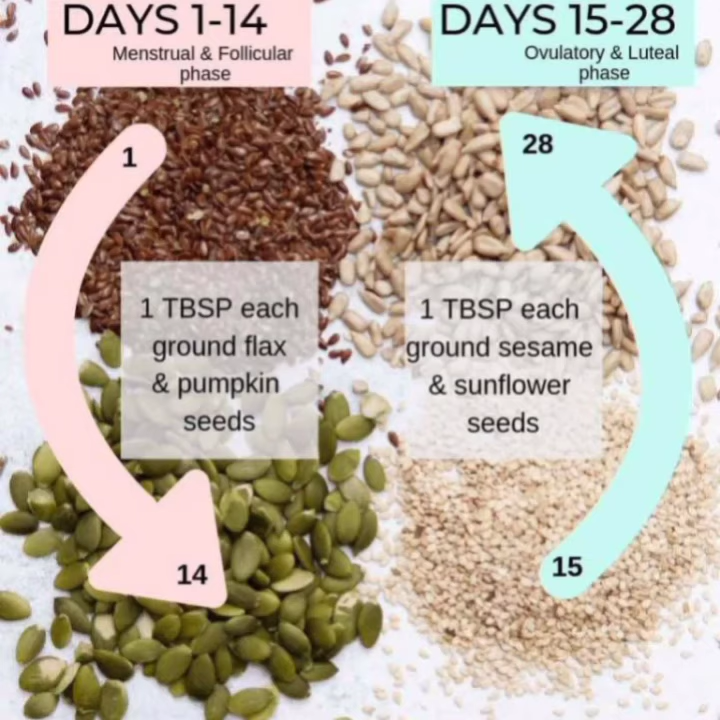 DAYS 1-14
Menstrual & Follicular
phase
1
1 TBSP each
ground flax
& pumpkin
seeds
14
DAYS 15-28
Ovulatory & Luteal
phase
28
1 TBSP each
ground sesame
& sunflower
seeds
15